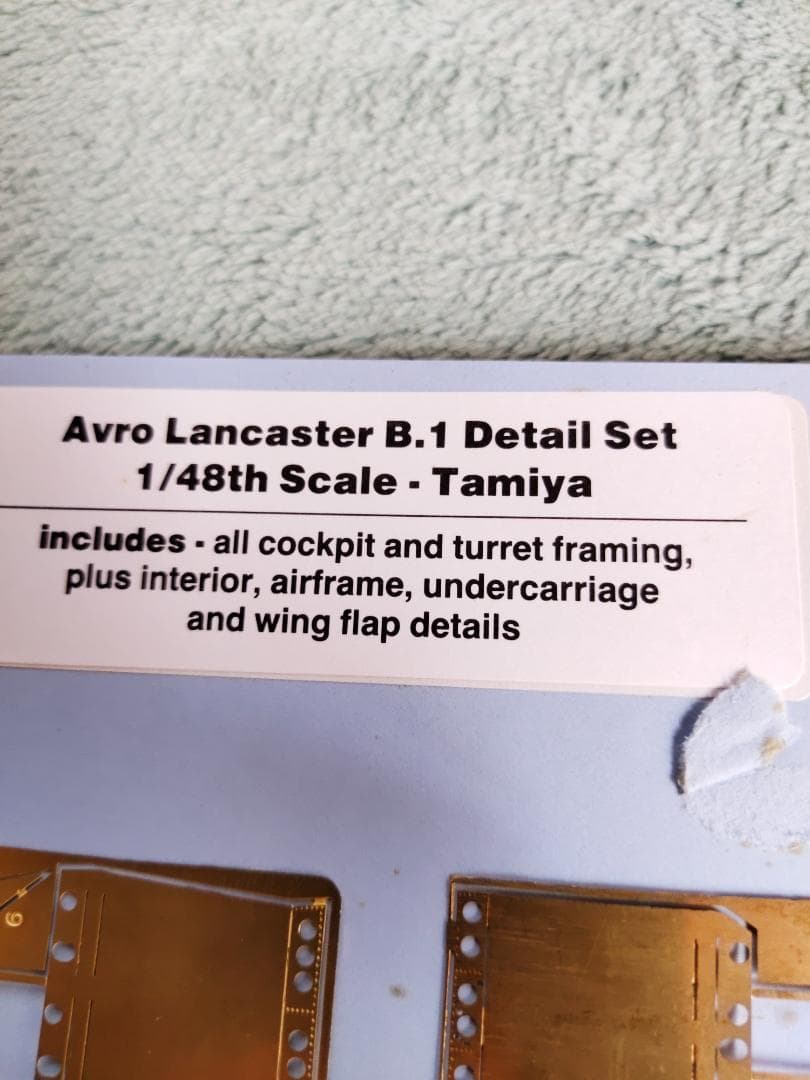 Avro Lancaster B.1 Detail Set
1/48th Scale - Tamiya
includes - all cockpit and turret framing,
plus interior, airframe, undercarriage
and wing flap details
6